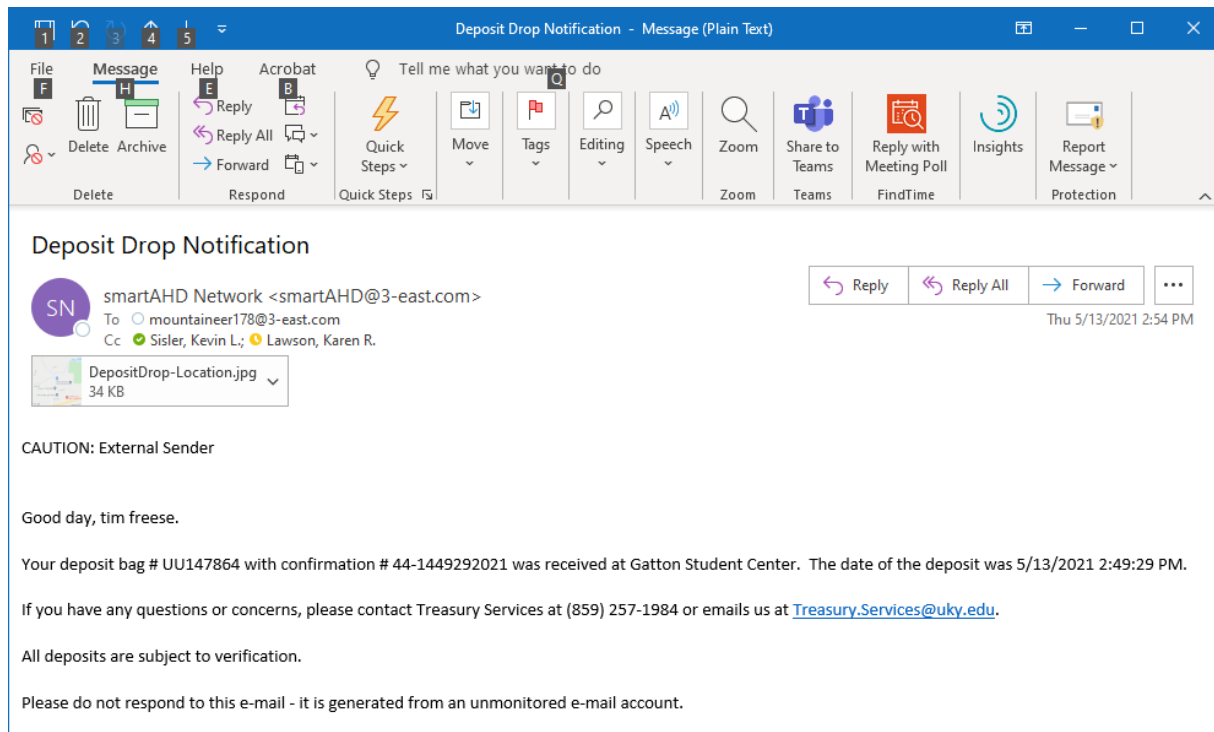 Deposit Drop Notification - Message (Plain Text)
1 2 3 4 5
File Message Help Acrobat Tell me what you want to do
F H E B Q
Delete Archive
Reply
Reply All
Forward
Quick Steps
Move
Tags
Editing
Speech
Zoom
Share to Teams
Reply with Meeting Poll
Insights
Report Message
Delete Respond Quick Steps Zoom Teams FindTime Protection
Deposit Drop Notification
SN
smartAHD Network <smartAHD@3-east.com>
To mountaineer178@3-east.com
Cc Sisler, Kevin L.; Lawson, Karen R.
Reply Reply All Forward ...
Thu 5/13/2021 2:54 PM
DepositDrop-Location.jpg
34 KB
CAUTION: External Sender
Good day, tim freese.
Your deposit bag # UU147864 with confirmation # 44-1449292021 was received at Gatton Student Center. The date of the deposit was 5/13/2021 2:49:29 PM.
If you have any questions or concerns, please contact Treasury Services at (859) 257-1984 or emails us at Treasury.Services@uky.edu.
All deposits are subject to verification.
Please do not respond to this e-mail - it is generated from an unmonitored e-mail account.